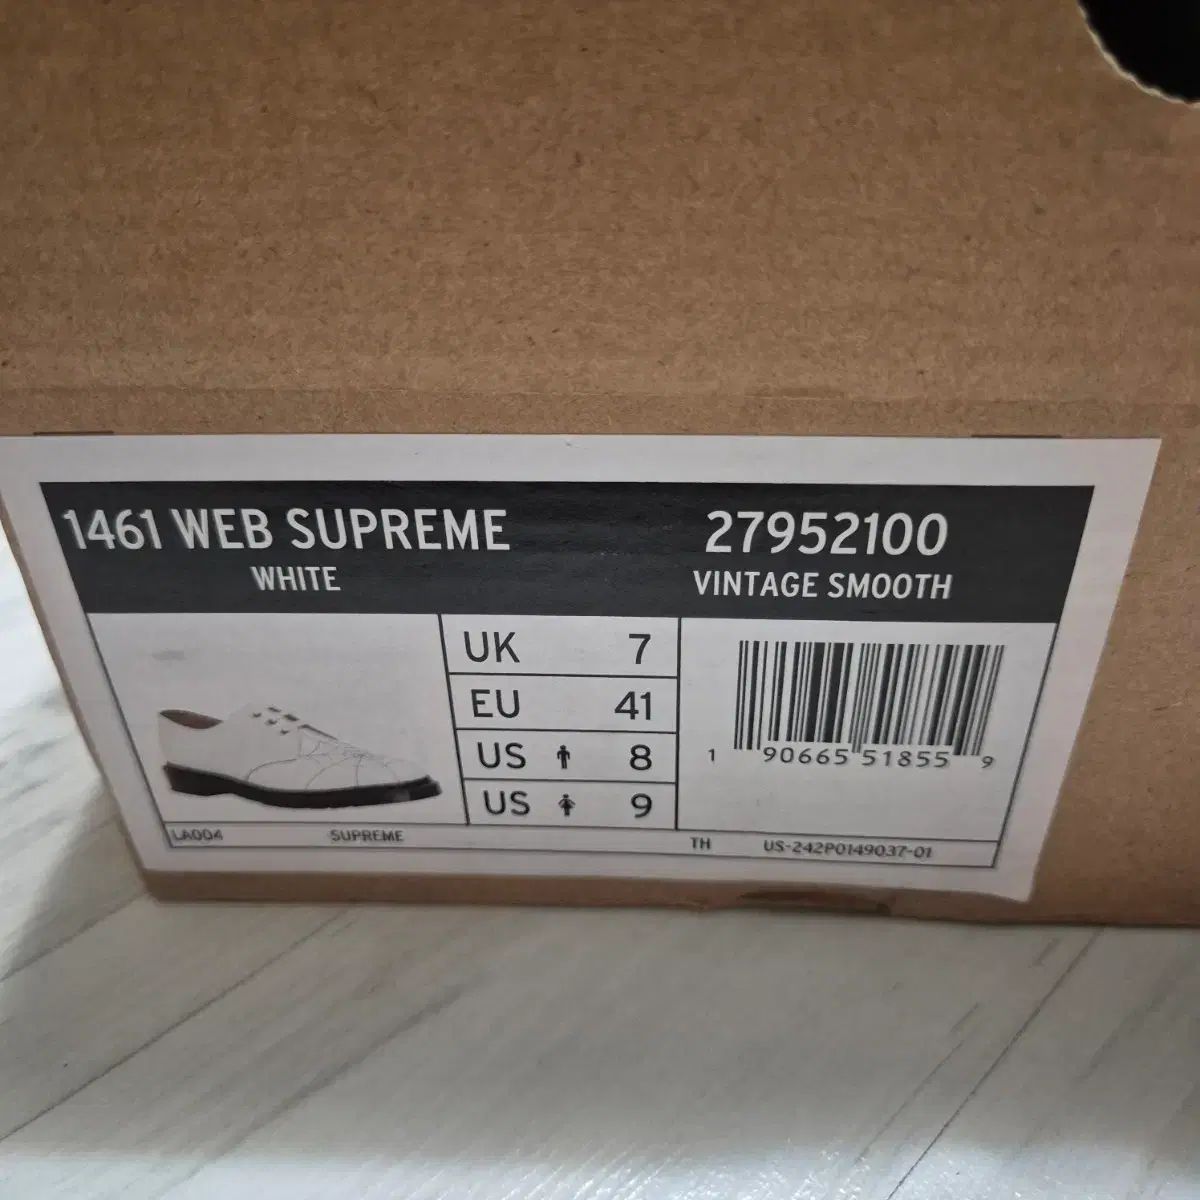 1461 WEB SUPREME
WHITE
27952100
VINTAGE SMOOTH
UK 7
EU 41
US 8
US 9
1 90665 51855 9
LA004 SUPREME TH US-242P0149037-01